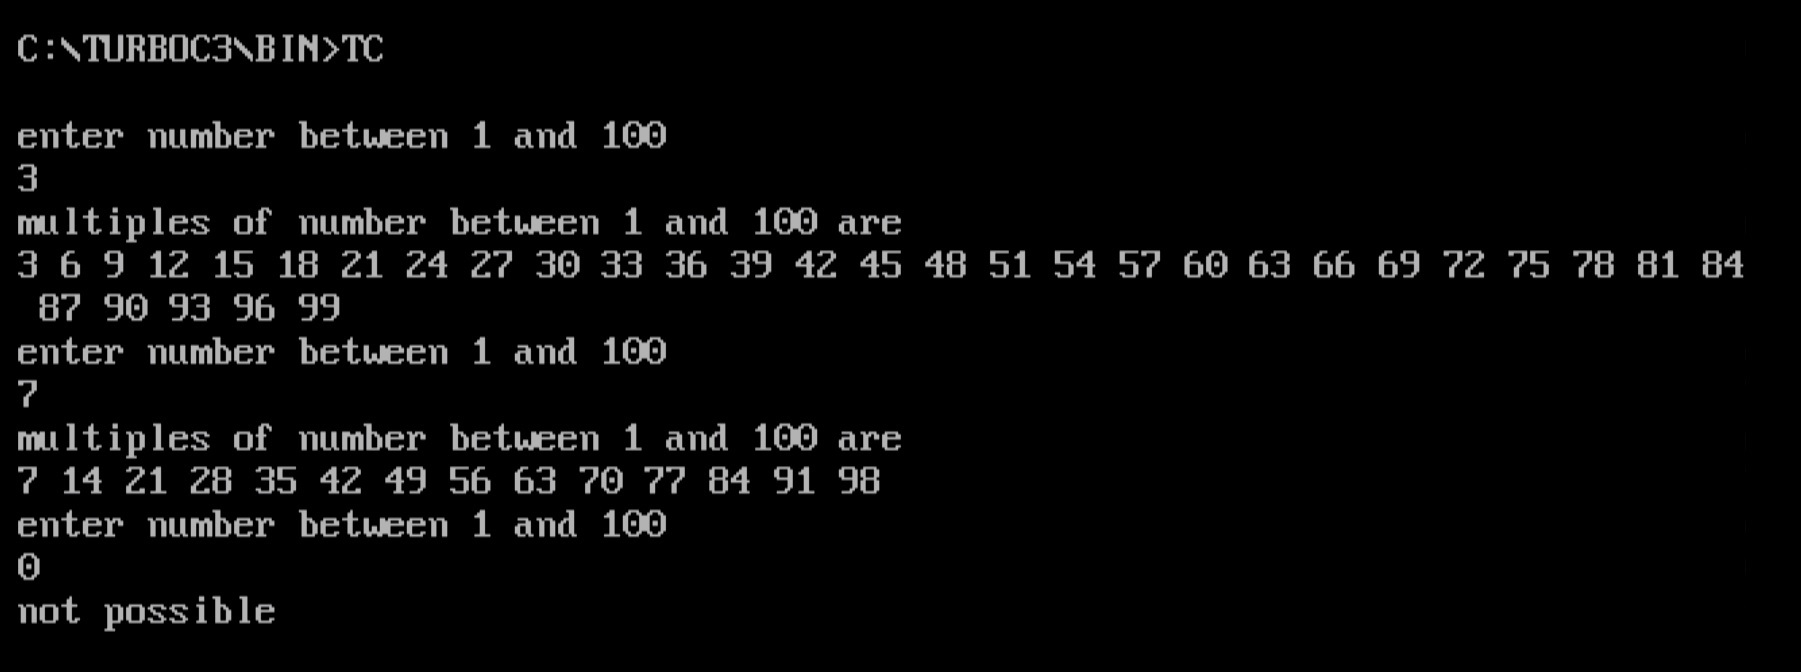 C:\TURBOC3\BIN>TC
enter number between 1 and 100
3
multiples of number between 1 and 100 are
3 6 9 12 15 18 21 24 27 30 33 36 39 42 45 48 51 54 57 60 63 66 69 72 75 78 81 84
87 90 93 96 99
enter number between 1 and 100
7
multiples of number between 1 and 100 are
7 14 21 28 35 42 49 56 63 70 77 84 91 98
enter number between 1 and 100
0
not possible